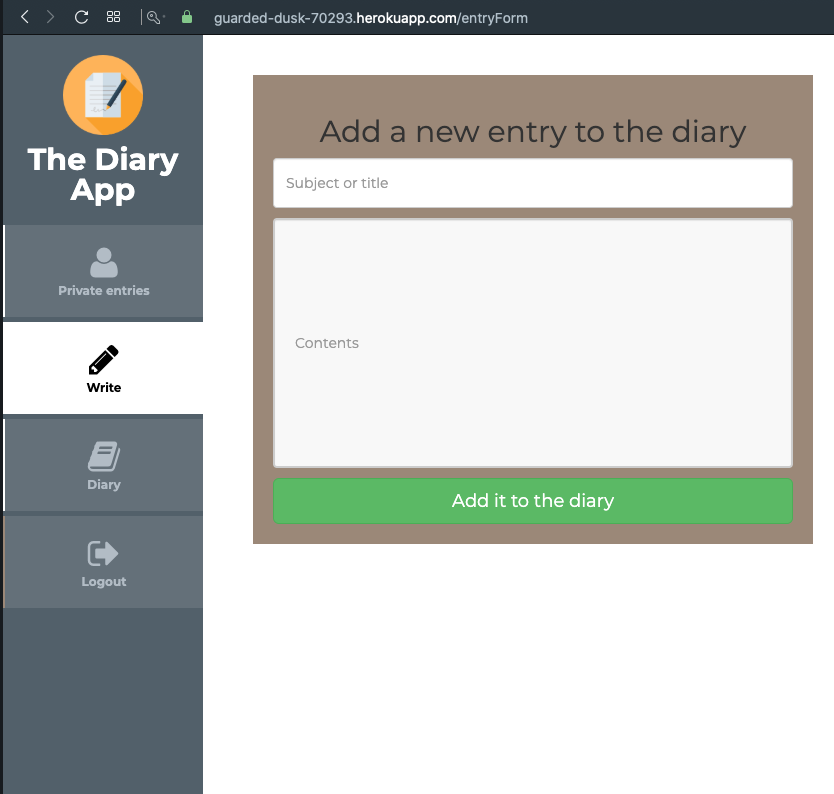 guarded-dusk-70293.herokuapp.com/entryForm
The Diary
App
Private entries
Write
Diary
Logout
Add a new entry to the diary
Subject or title
Contents
Add it to the diary